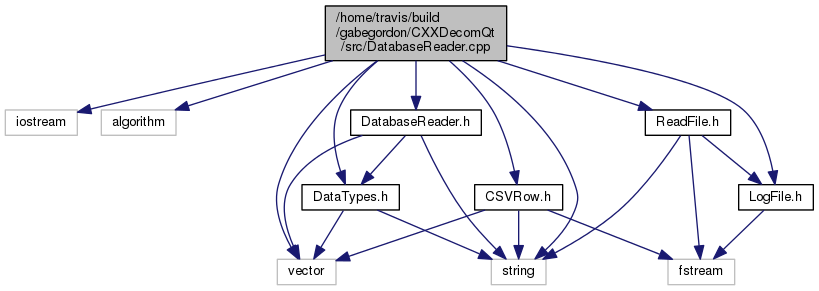 /home/travis/build
/gabegordon/CXXDecomQt
/src/DatabaseReader.cpp
iostream
algorithm
DatabaseReader.h
ReadFile.h
DataTypes.h
CSVRow.h
LogFile.h
vector
string
fstream